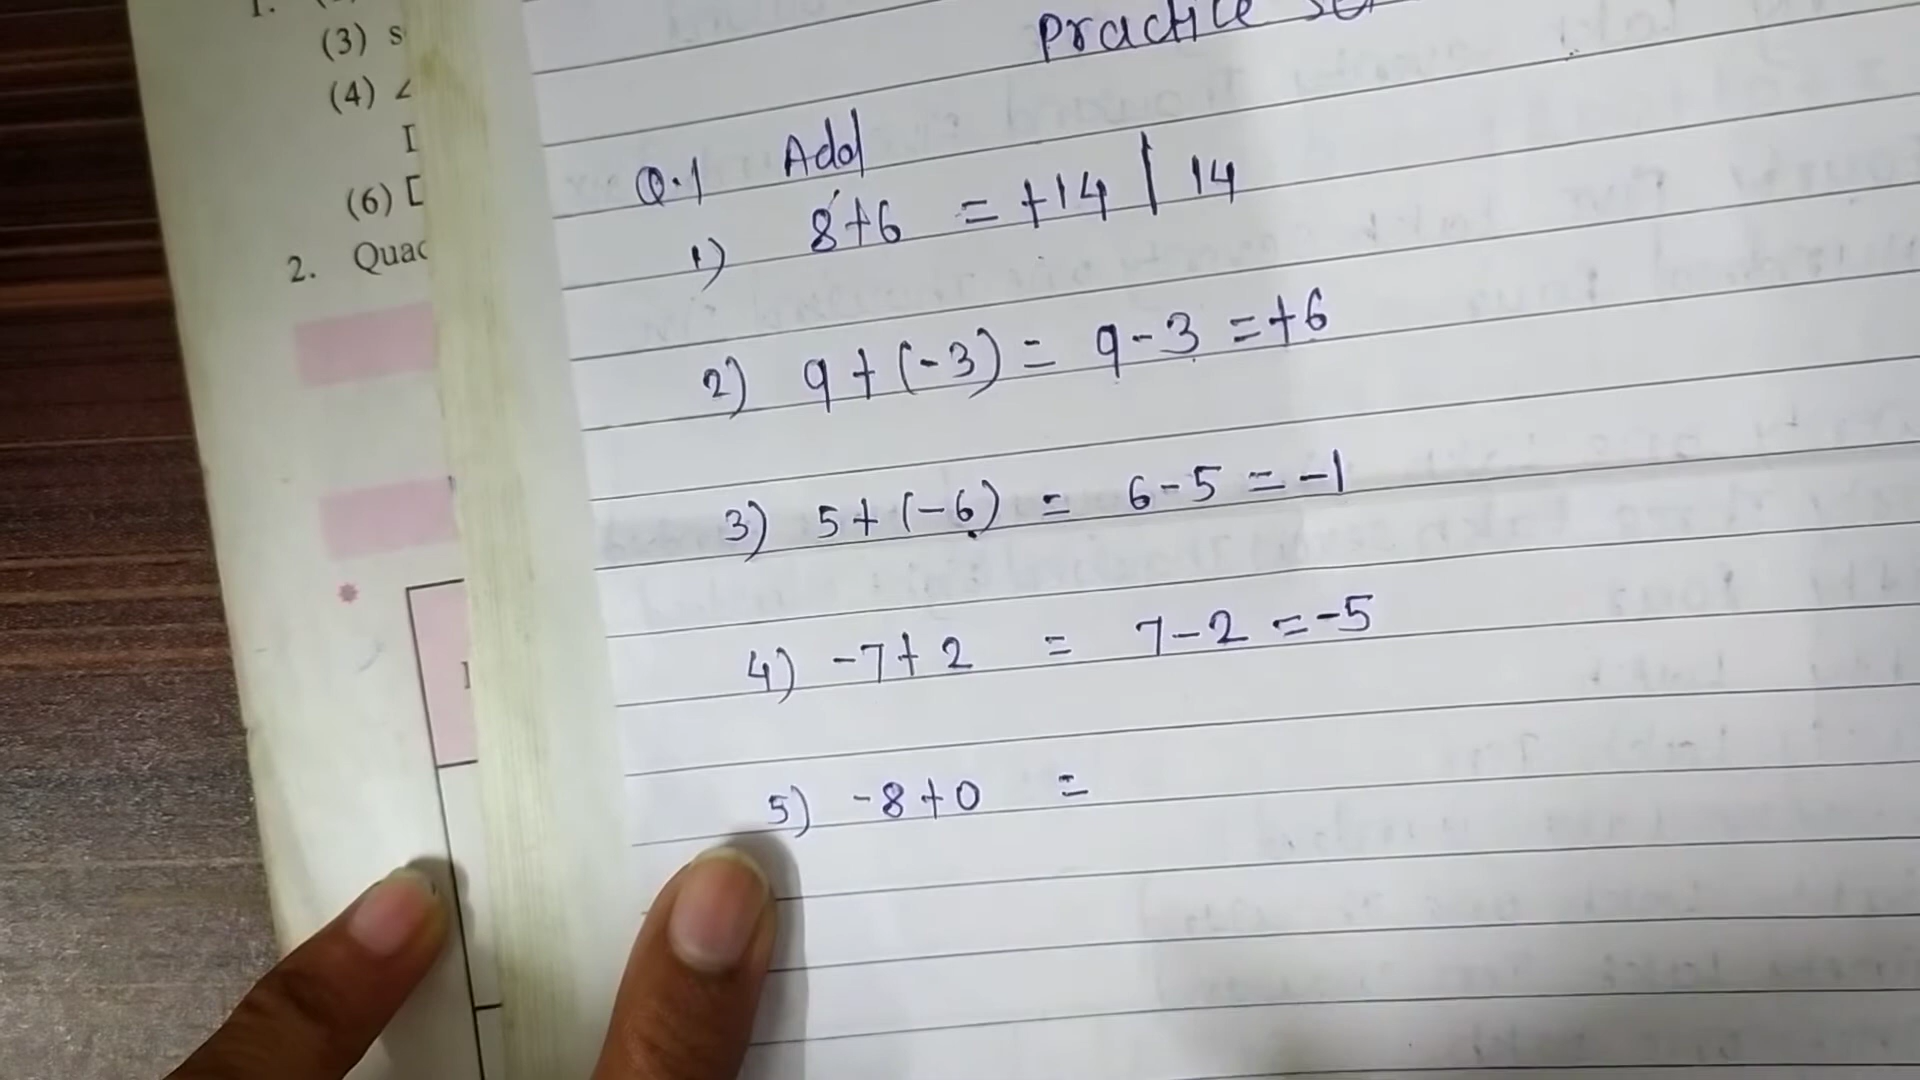 (3) s
(4) ∠
(6)
2. Quad
Practice
Q.1 Add
1) 8+6 = +14 | 14
2) 9 + (-3) = 9-3 = +6
3) 5+ (-6) = 6-5 = -1
4) -7+2 = 7-2 = -5
5) -8+0 =